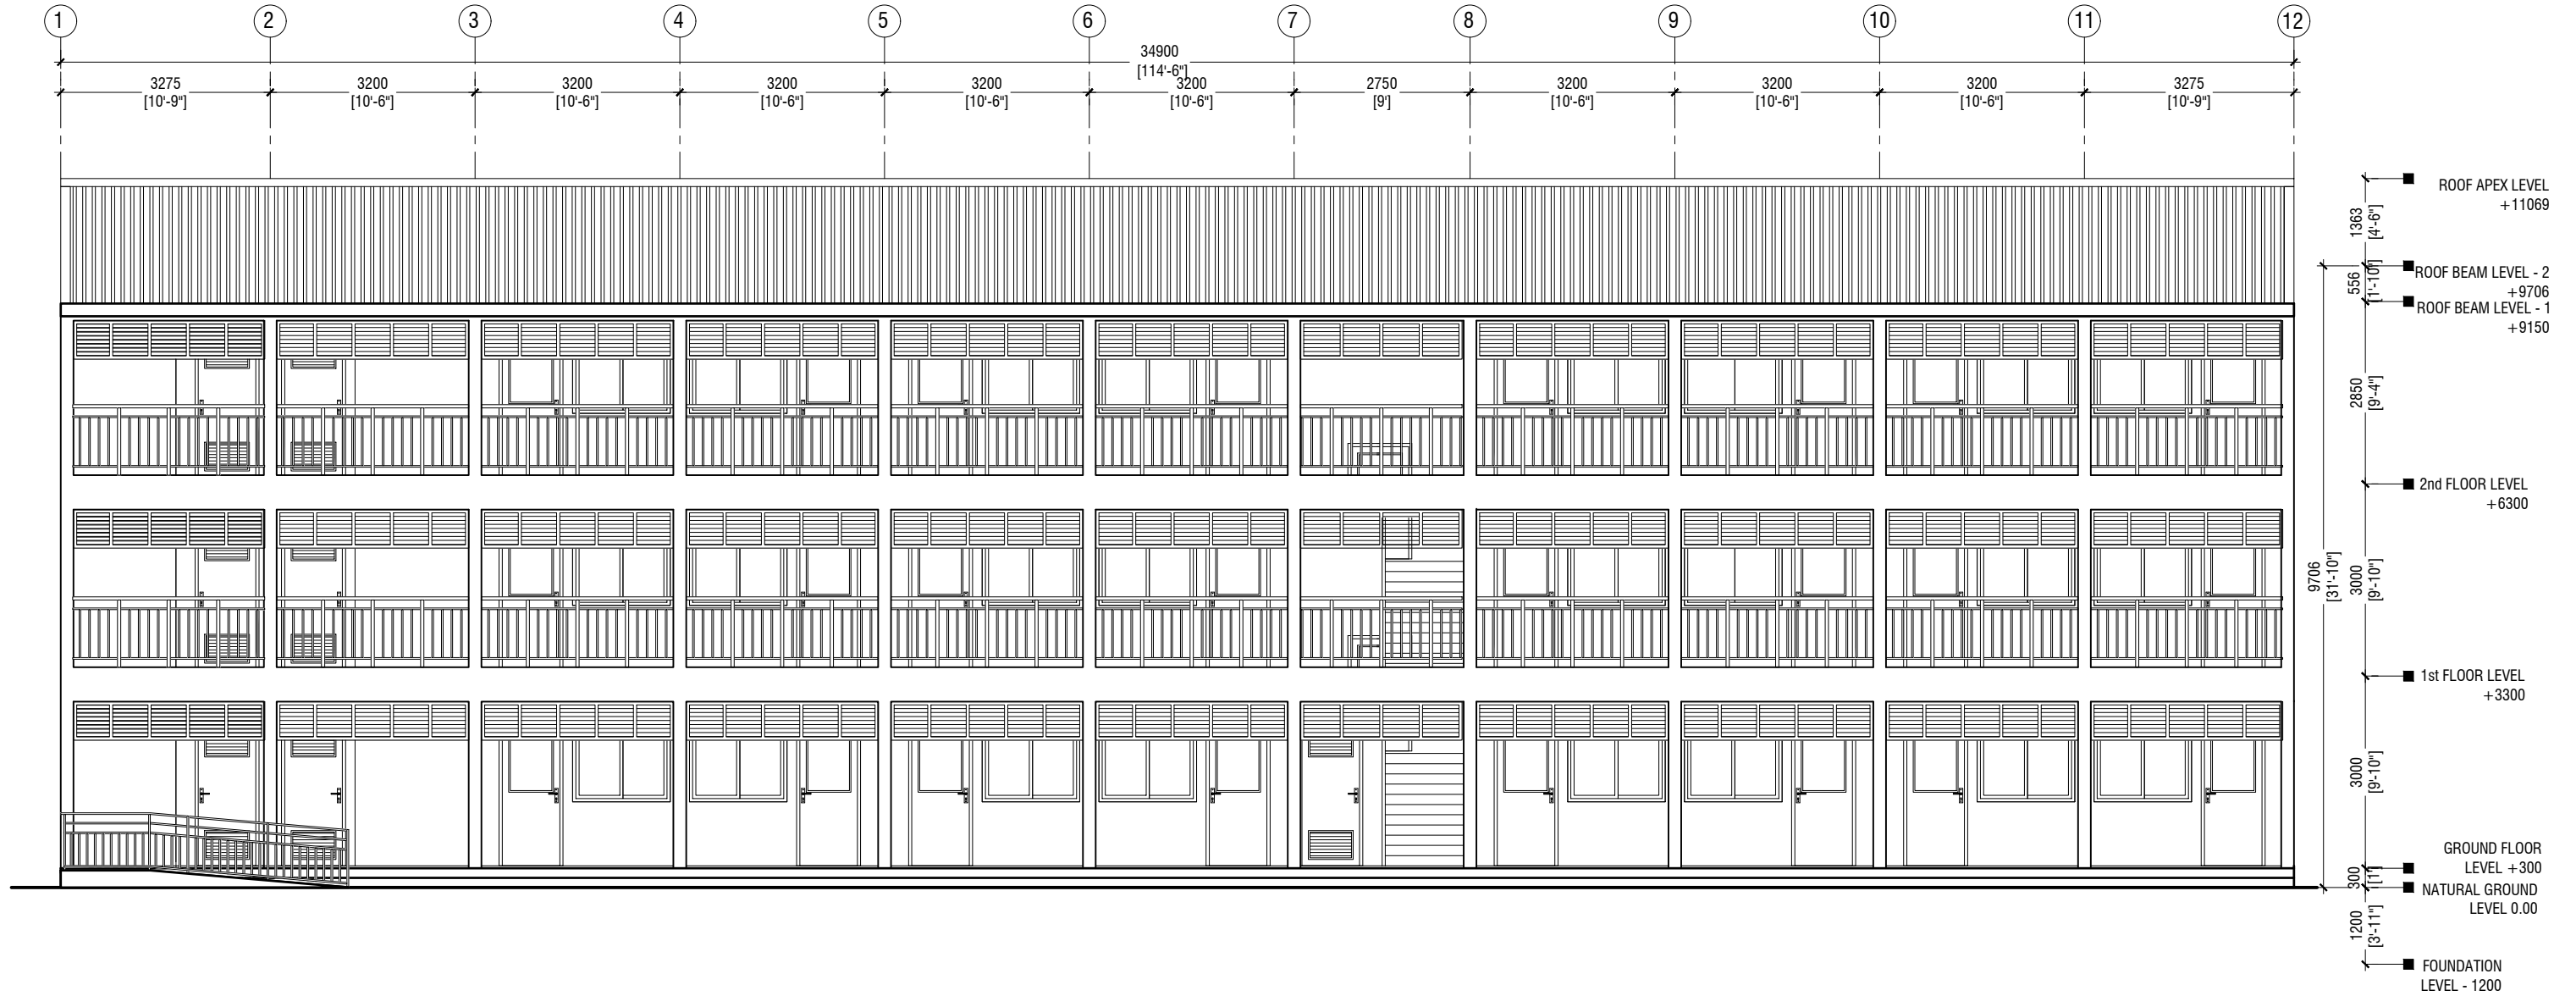 1 2 3 4 5 6 7 8 9 10 11 12
34900
[114'-6"]
3275 3200 3200 3200 3200 3200 2750 3200 3200 3200 3275
[10'-9"] [10'-6"] [10'-6"] [10'-6"] [10'-6"] [10'-6"] [9'] [10'-6"] [10'-6"] [10'-6"] [10'-9"]
ROOF APEX LEVEL
+11069
1363
[4'-6"]
ROOF BEAM LEVEL - 2
+9706
556
[1'-10"]
ROOF BEAM LEVEL - 1
+9150
2850
[9'-4"]
2nd FLOOR LEVEL
+6300
9706
[31'-10"]
3000
[9'-10"]
1st FLOOR LEVEL
+3300
3000
[9'-10"]
GROUND FLOOR
LEVEL +300
300
[1']
NATURAL GROUND
LEVEL 0.00
1200
[3'-11"]
FOUNDATION
LEVEL - 1200